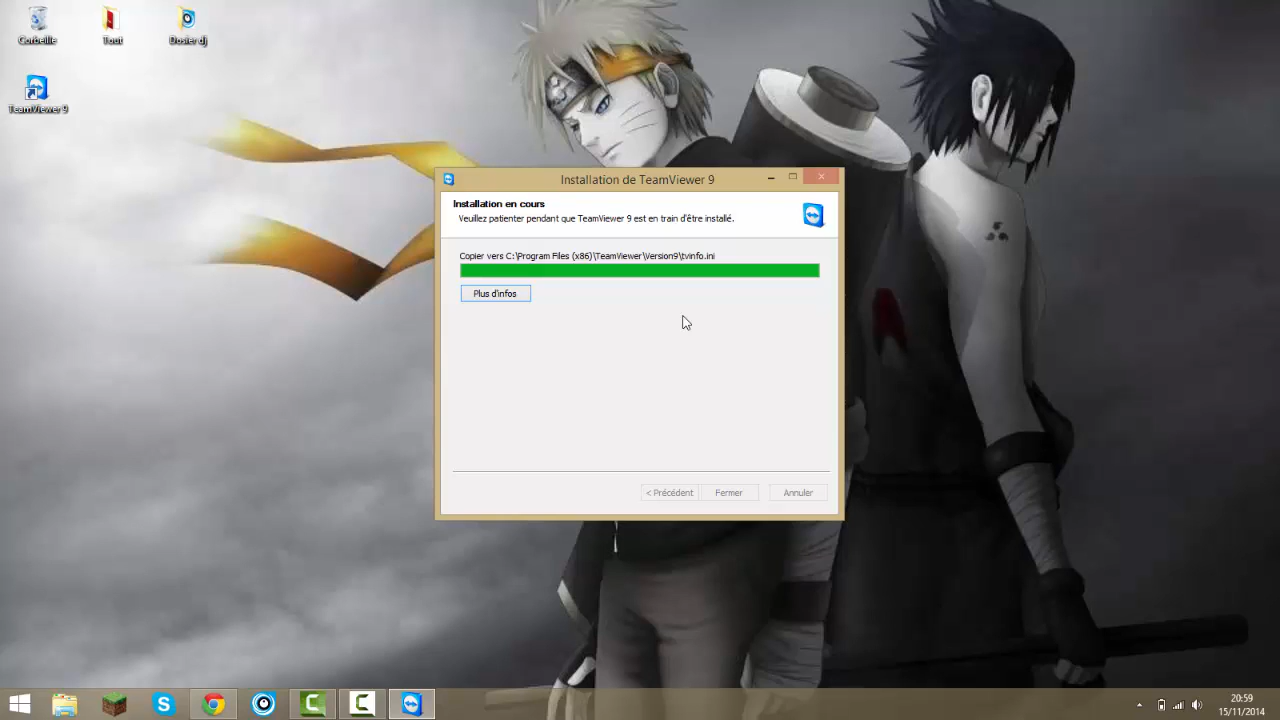 Corbeille
Tout
Dosier dj
TeamViewer 9
Installation de TeamViewer 9
Installation en cours
Veuillez patienter pendant que TeamViewer 9 est en train d'être installé.
Copier vers C:\Program Files (x86)\TeamViewer\Version9\tvinfo.ini
Plus d'infos
< Précédent
Fermer
Annuler
20:59
15/11/2014